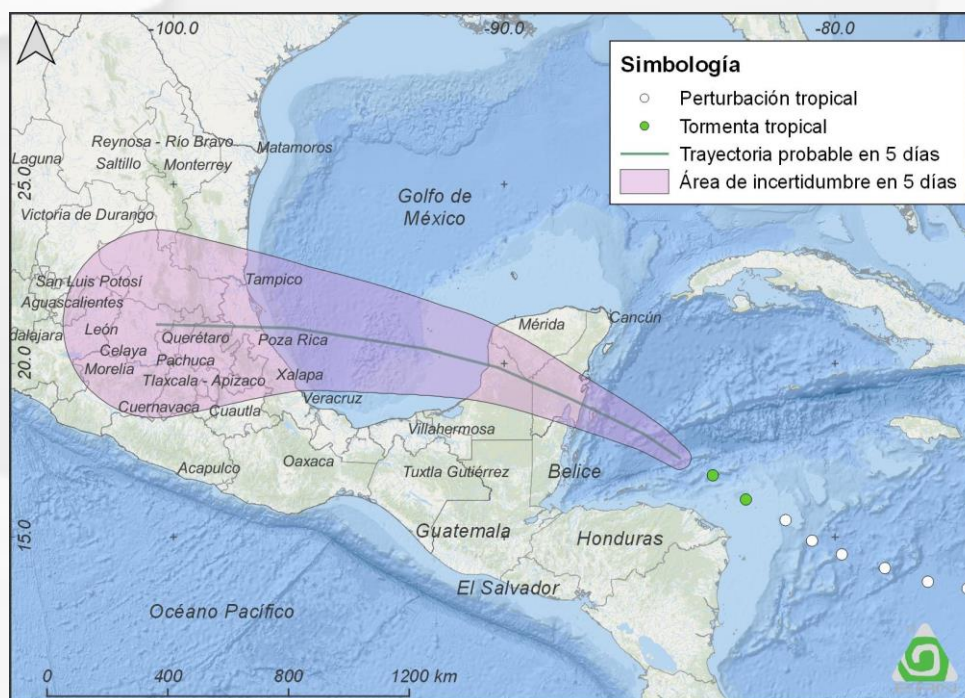 -100.0
-90.0
-80.0
Simbología
Perturbación tropical
Tormenta tropical
Trayectoria probable en 5 días
Área de incertidumbre en 5 días
Reynosa - Río Bravo
Matamoros
Laguna
Saltillo
Monterrey
25.0
Golfo de
México
Victoria de Durango
Tampico
San Luis Potosí
Aguascalientes
Cancún
Mérida
dalajara
León
Querétaro
Poza Rica
20.0
Celaya
Pachuca
Morelia
Tlaxcala - Apizaco
Xalapa
Cuernavaca
Cuautla
Veracruz
Villahermosa
Acapulco
Oaxaca
Tuxtla Gutiérrez
Belice
15.0
Guatemala
Honduras
El Salvador
Océano Pacífico
0
400
800
1200 km